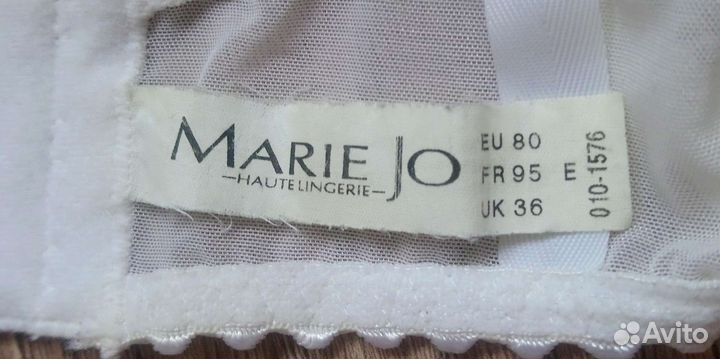 MARIE JO
—HAUTE LINGERIE—
EU 80
FR 95 E
UK 36
010-1576
Avito